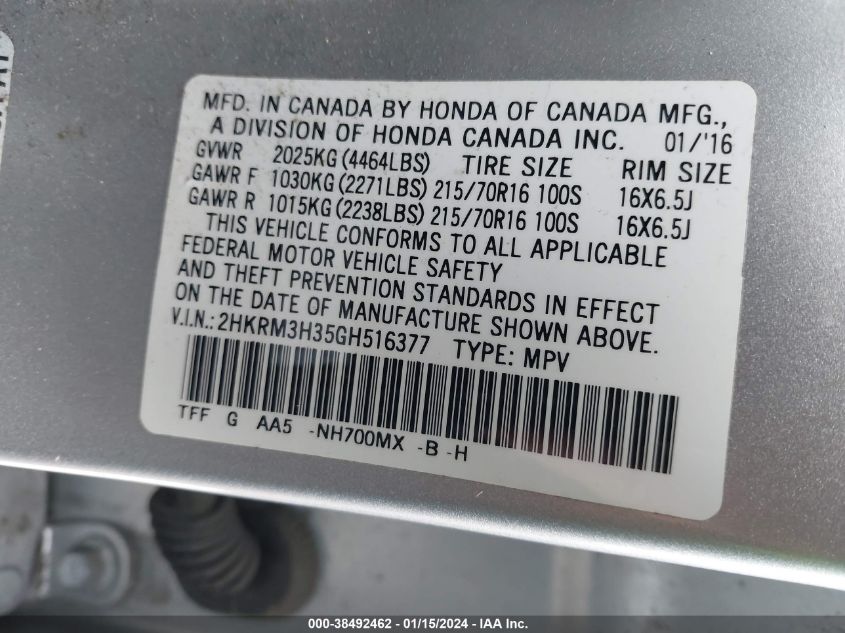 MFD. IN CANADA BY HONDA OF CANADA MFG.,
A DIVISION OF HONDA CANADA INC. 01/'16
GVWR 2025KG (4464LBS) TIRE SIZE RIM SIZE
GAWR F 1030KG (2271LBS) 215/70R16 100S 16X6.5J
GAWR R 1015KG (2238LBS) 215/70R16 100S 16X6.5J
THIS VEHICLE CONFORMS TO ALL APPLICABLE
FEDERAL MOTOR VEHICLE SAFETY
AND THEFT PREVENTION STANDARDS IN EFFECT
ON THE DATE OF MANUFACTURE SHOWN ABOVE.
V.I.N.: 2HKRM3H35GH516377 TYPE: MPV
TFF G AA5 -NH700MX -B -H
000-38492462 - 01/15/2024 - IAA Inc.